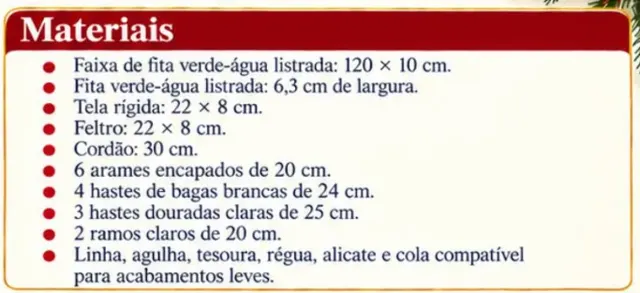 Materiais
• Faixa de fita verde-água listrada: 120 × 10 cm.
• Fita verde-água listrada: 6,3 cm de largura.
• Tela rígida: 22 × 8 cm.
• Feltro: 22 × 8 cm.
• Cordão: 30 cm.
• 6 arames encapados de 20 cm.
• 4 hastes de bagas brancas de 24 cm.
• 3 hastes douradas claras de 25 cm.
• 2 ramos claros de 20 cm.
• Linha, agulha, tesoura, régua, alicate e cola compatível
para acabamentos leves.